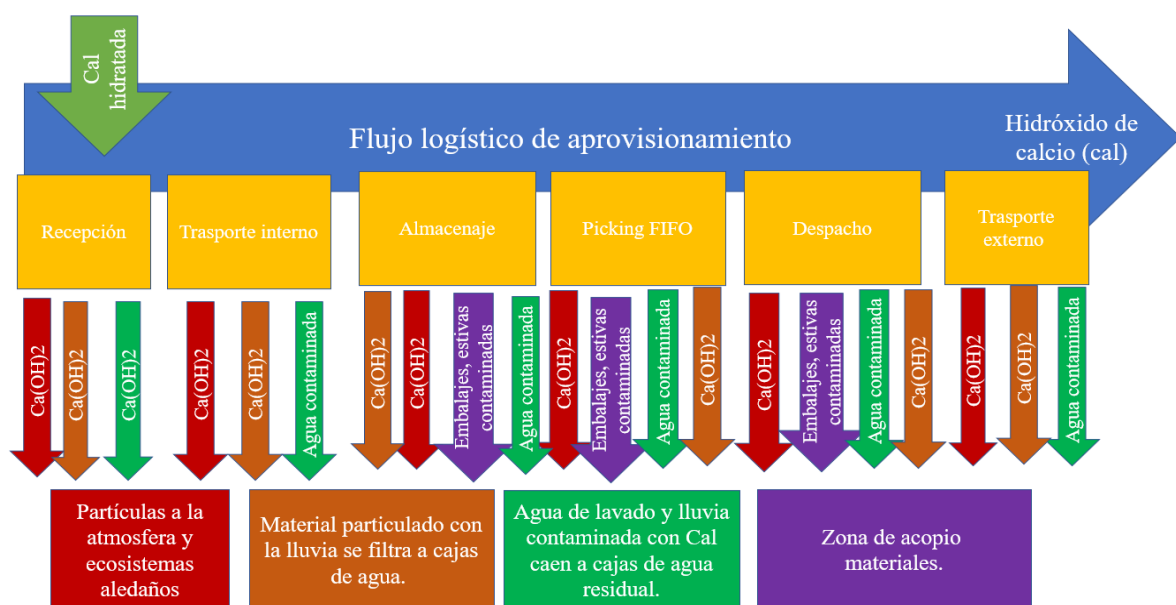 Cal
hidratada
Flujo logístico de aprovisionamiento
Hidróxido de
calcio (cal)
Recepción
Trasporte interno
Almacenaje
Picking FIFO
Despacho
Trasporte
externo
Ca(OH)2
Ca(OH)2
Ca(OH)2
Ca(OH)2
Ca(OH)2
Agua contaminada
Ca(OH)2
Ca(OH)2
Embalajes, estivas
contaminadas
Agua contaminada
Ca(OH)2
Embalajes, estivas
contaminadas
Agua contaminada
Ca(OH)2
Ca(OH)2
Embalajes, estivas
contaminadas
Agua contaminada
Ca(OH)2
Ca(OH)2
Ca(OH)2
Agua contaminada
Partículas a la
atmosfera y
ecosistemas
aledaños
Material particulado con
la lluvia se filtra a cajas
de agua.
Agua de lavado y lluvia
contaminada con Cal
caen a cajas de agua
residual.
Zona de acopio
materiales.